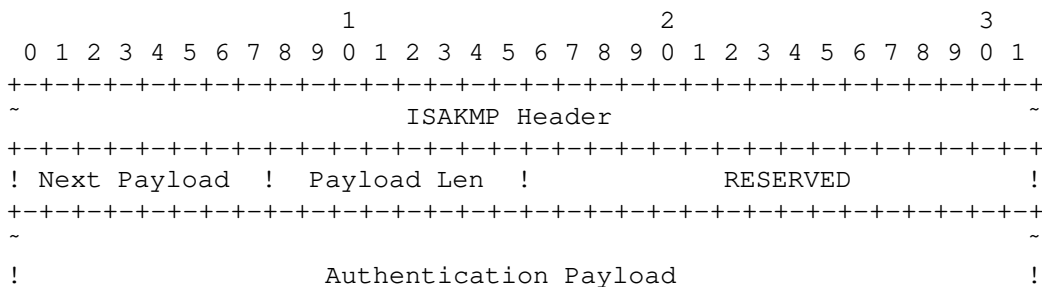 1                   2                   3
 0 1 2 3 4 5 6 7 8 9 0 1 2 3 4 5 6 7 8 9 0 1 2 3 4 5 6 7 8 9 0 1
+-+-+-+-+-+-+-+-+-+-+-+-+-+-+-+-+-+-+-+-+-+-+-+-+-+-+-+-+-+-+-+-+
~                        ISAKMP Header                          ~
+-+-+-+-+-+-+-+-+-+-+-+-+-+-+-+-+-+-+-+-+-+-+-+-+-+-+-+-+-+-+-+-+
! Next Payload  !  Payload Len  !            RESERVED           !
+-+-+-+-+-+-+-+-+-+-+-+-+-+-+-+-+-+-+-+-+-+-+-+-+-+-+-+-+-+-+-+-+
~                                                               ~
!                   Authentication Payload                      !